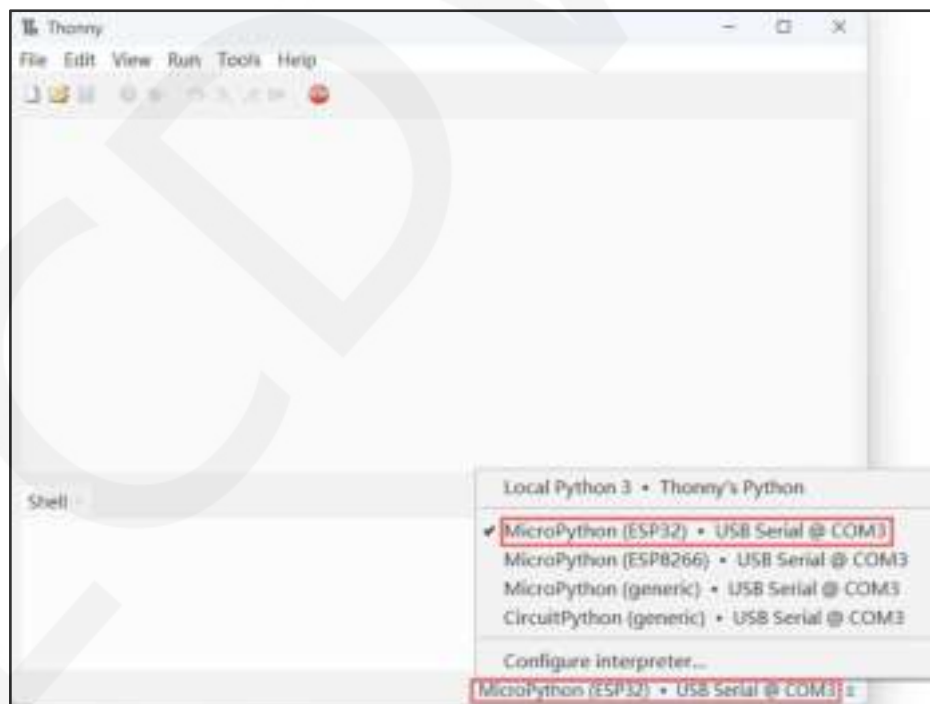 Thonny
File Edit View Run Tools Help
Shell
Local Python 3 • Thonny's Python
✔ MicroPython (ESP32) • USB Serial @ COM3
MicroPython (ESP8266) • USB Serial @ COM3
MicroPython (generic) • USB Serial @ COM3
CircuitPython (generic) • USB Serial @ COM3
Configure interpreter...
MicroPython (ESP32) • USB Serial @ COM3